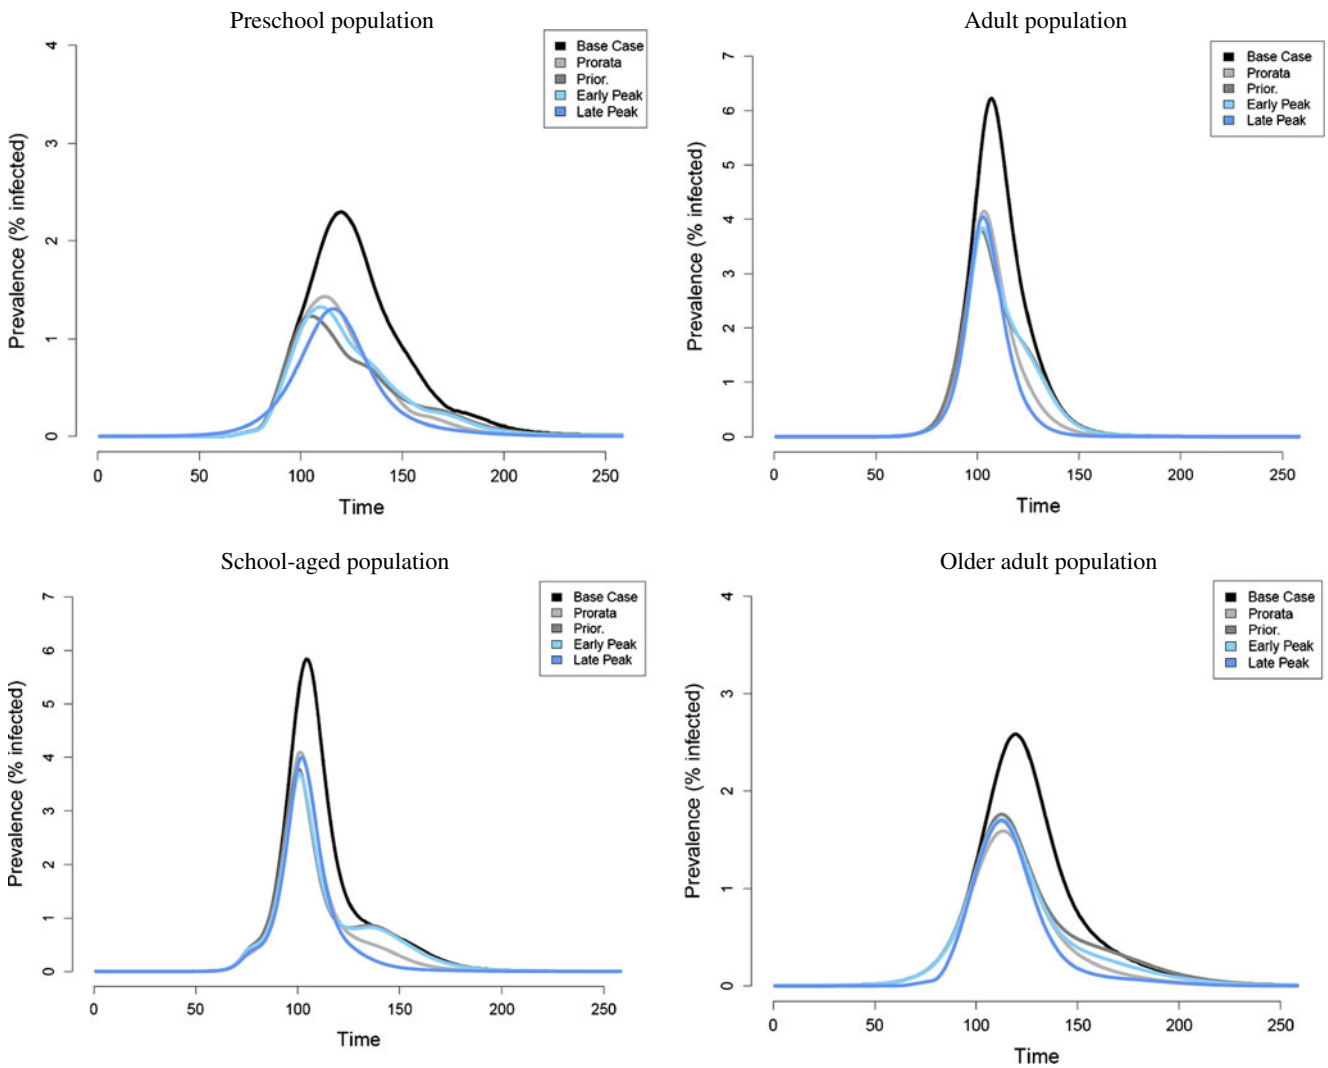 Preschool population
4
3
2
1
0
Prevalence (% infected)
Base Case
Prorata
Prior.
Early Peak
Late Peak
0 50 100 150 200 250
Time
Adult population
7
6
5
4
3
2
1
0
Prevalence (% infected)
Base Case
Prorata
Prior.
Early Peak
Late Peak
0 50 100 150 200 250
Time
School-aged population
7
6
5
4
3
2
1
0
Prevalence (% infected)
Base Case
Prorata
Prior.
Early Peak
Late Peak
0 50 100 150 200 250
Time
Older adult population
4
3
2
1
0
Prevalence (% infected)
Base Case
Prorata
Prior.
Early Peak
Late Peak
0 50 100 150 200 250
Time